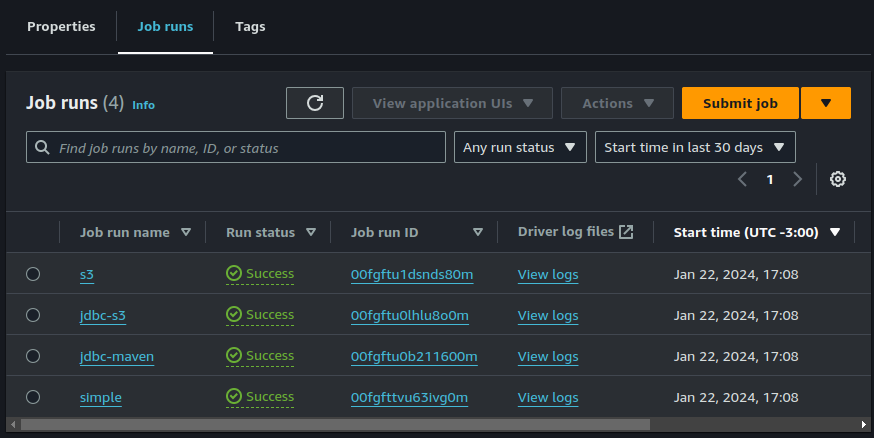 Properties Job runs Tags
Job runs (4) Info View application UIs Actions Submit job
Find job runs by name, ID, or status Any run status Start time in last 30 days
1
Job run name Run status Job run ID Driver log files Start time (UTC -3:00)
s3 Success 00fgftu1dsnds80m View logs Jan 22, 2024, 17:08
jdbc-s3 Success 00fgftu0lhlu8o0m View logs Jan 22, 2024, 17:08
jdbc-maven Success 00fgftu0b211600m View logs Jan 22, 2024, 17:08
simple Success 00fgfttvu63ivg0m View logs Jan 22, 2024, 17:08